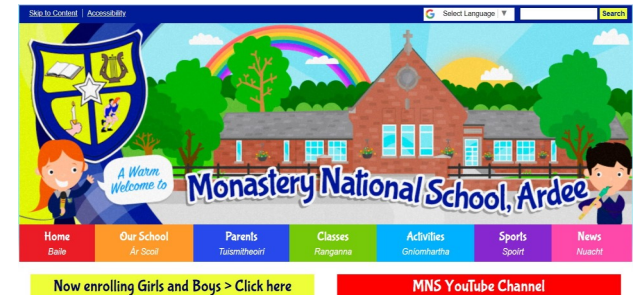 Skip to Content | Accessibility
Select Language ▼
Search
A Warm
Welcome to
Monastery National School, Ardee
Home
Baile
Our School
Ár Scoil
Parents
Tuismitheoirí
Classes
Ranganna
Activities
Gníomhartha
Sports
Spóirt
News
Nuacht
Now enrolling Girls and Boys > Click here
MNS YouTube Channel